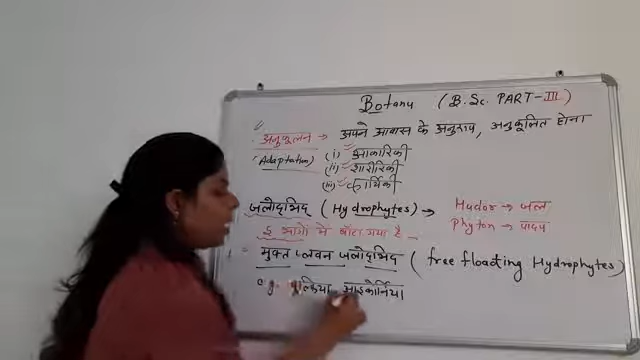 Botany (B.Sc. PART-III)
अनुकूलन → अपने आवास के अनुरूप, अनुकूलित होना
(Adaptation) (i) आकारिकी
(ii) शारीरिकी
(iii) कार्यिकी
जलोद्भिद (Hydrophytes) → Hudor → जल
Phyton → पादप
भागों में बाँटा गया है -
1 मुक्त प्लवन जलोद्भिद (free floating Hydrophytes)
e.g.